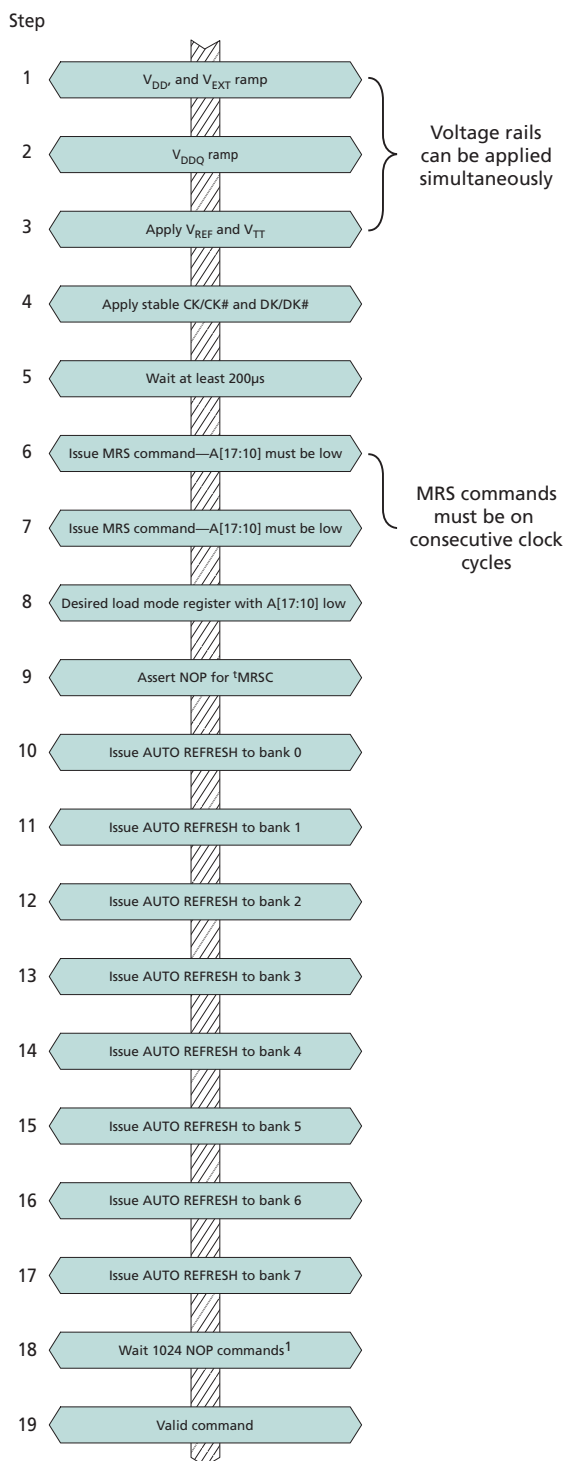 Step
1 V_DD, and V_EXT ramp
2 V_DDQ ramp
3 Apply V_REF and V_TT
Voltage rails
can be applied
simultaneously
4 Apply stable CK/CK# and DK/DK#
5 Wait at least 200µs
6 Issue MRS command—A[17:10] must be low
7 Issue MRS command—A[17:10] must be low
MRS commands
must be on
consecutive clock
cycles
8 Desired load mode register with A[17:10] low
9 Assert NOP for ᵗMRSC
10 Issue AUTO REFRESH to bank 0
11 Issue AUTO REFRESH to bank 1
12 Issue AUTO REFRESH to bank 2
13 Issue AUTO REFRESH to bank 3
14 Issue AUTO REFRESH to bank 4
15 Issue AUTO REFRESH to bank 5
16 Issue AUTO REFRESH to bank 6
17 Issue AUTO REFRESH to bank 7
18 Wait 1024 NOP commands¹
19 Valid command